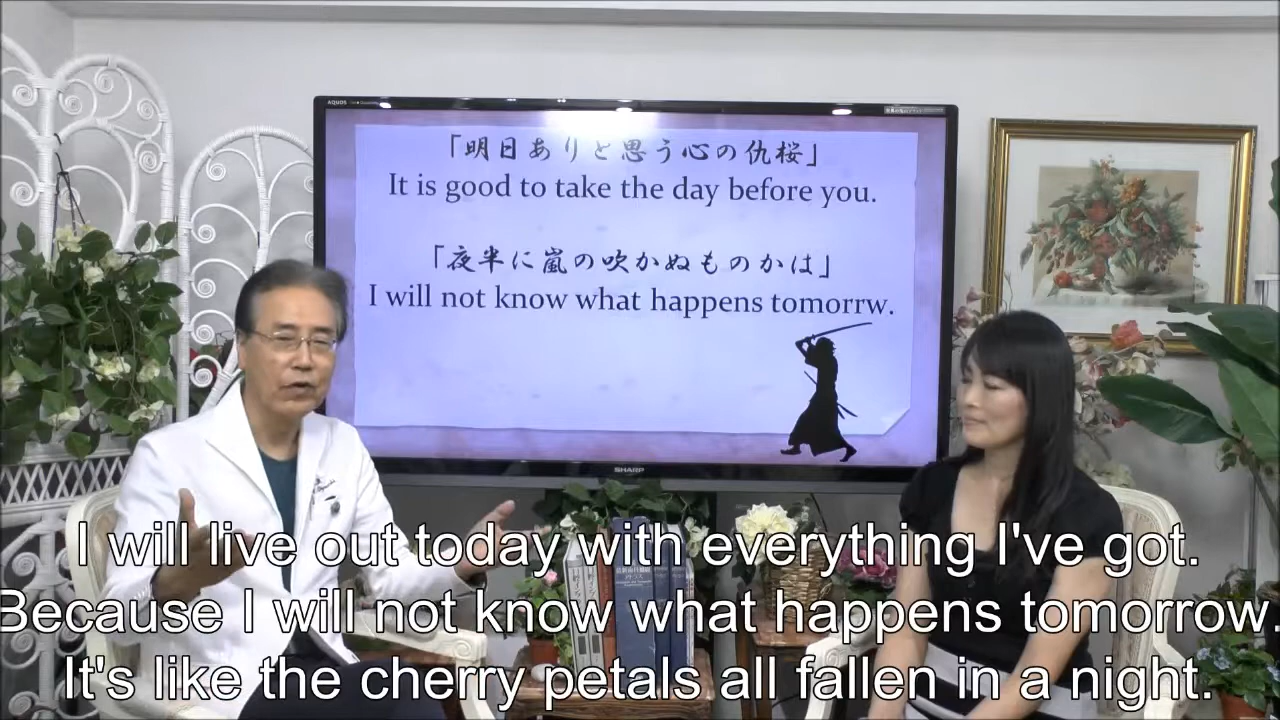 AQUOS
「明日ありと思う心の仇桜」
It is good to take the day before you.
「夜半に嵐の吹かぬものかは」
I will not know what happens tomorrw.
SHARP
I will live out today with everything I've got.
Because I will not know what happens tomorrow.
It's like the cherry petals all fallen in a night.